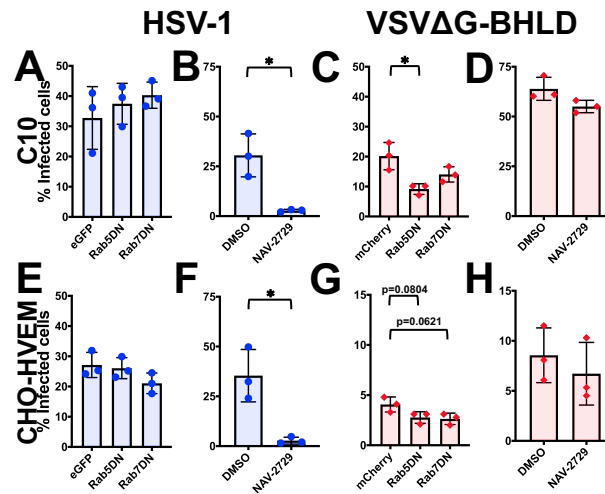 HSV-1 VSVΔG-BHLD
A B C D
C10
% Infected cells
50 40 30 20 10 0
eGFP Rab5DN Rab7DN
75 50 25 0
*
DMSO NAV-2729
50 40 30 20 10 0
*
mCherry Rab5DN Rab7DN
75 50 25 0
DMSO NAV-2729
E F G H
CHO-HVEM
% Infected cells
50 40 30 20 10 0
eGFP Rab5DN Rab7DN
75 50 25 0
*
DMSO NAV-2729
15 10 5 0
p=0.0804
p=0.0621
mCherry Rab5DN Rab7DN
15 10 5 0
DMSO NAV-2729